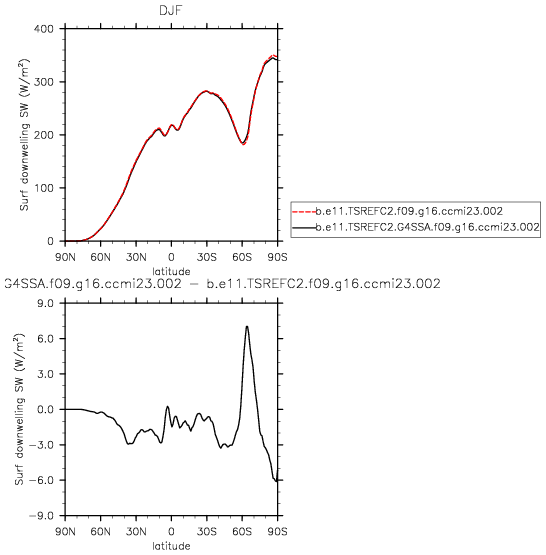 DJF
Surf downwelling SW (W/m²)
400
300
200
100
0
90N 60N 30N 0 30S 60S 90S
latitude
b.e11.TSREFC2.f09.g16.ccmi23.002
b.e11.TSREFC2.G4SSA.f09.g16.ccmi23.002
G4SSA.f09.g16.ccmi23.002 − b.e11.TSREFC2.f09.g16.ccmi23.002
Surf downwelling SW (W/m²)
9.0
6.0
3.0
0.0
−3.0
−6.0
−9.0
90N 60N 30N 0 30S 60S 90S
latitude